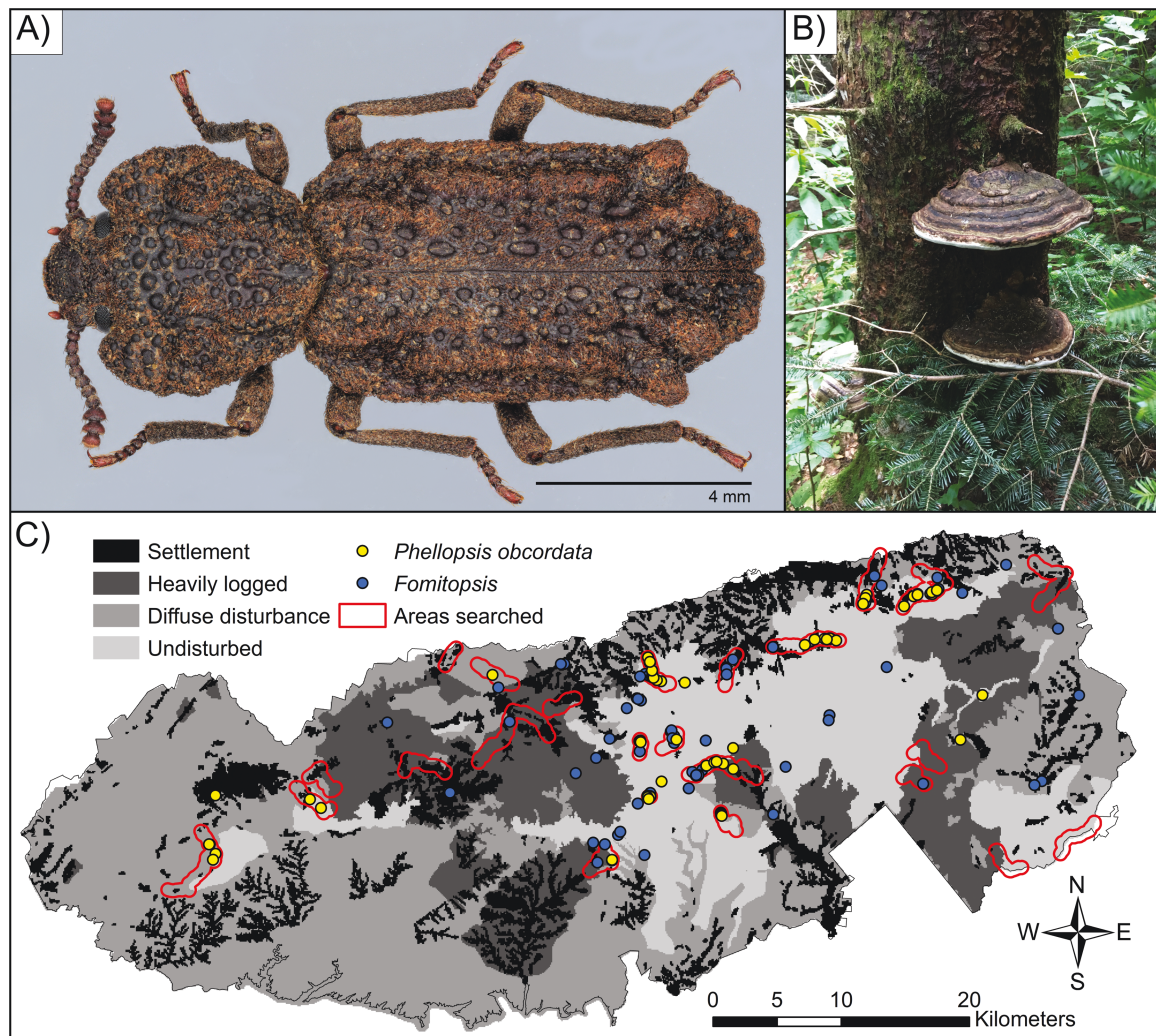 A)
4 mm
B)
C)
Settlement
Heavily logged
Diffuse disturbance
Undisturbed
Phellopsis obcordata
Fomitopsis
Areas searched
N
W E
S
0 5 10 20
Kilometers